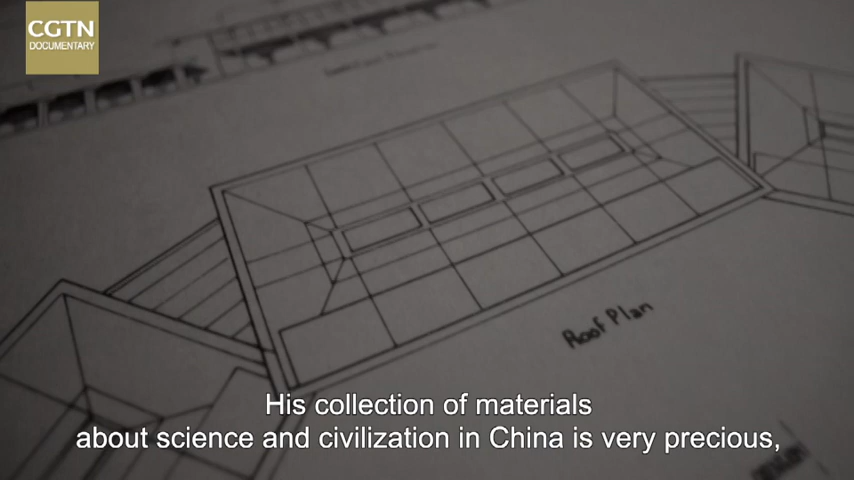 CGTN
DOCUMENTARY
Roof Plan
His collection of materials
about science and civilization in China is very precious,